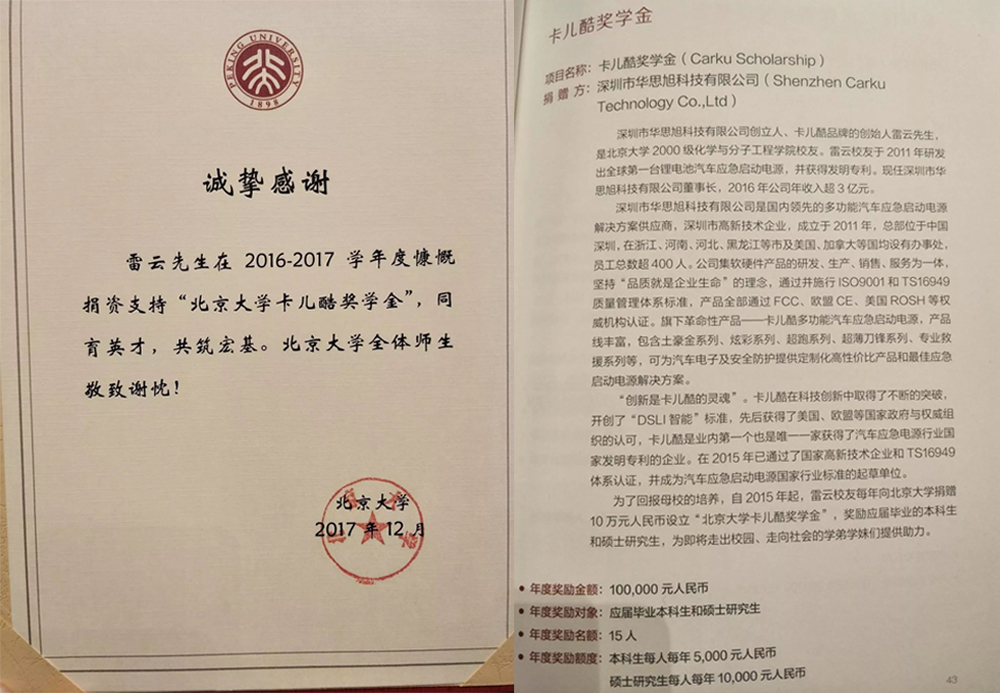 PEKING UNIVERSITY
1898
诚挚感谢
雷云先生在 2016-2017 学年度慷慨
捐资支持“北京大学卡儿酷奖学金”，同
育英才，共筑宏基。北京大学全体师生
敬致谢忱！
北京大学
2017 年 12 月
卡儿酷奖学金
项目名称：卡儿酷奖学金（Carku Scholarship）
捐 赠 方：深圳市华思旭科技有限公司（Shenzhen Carku
Technology Co.,Ltd）
深圳市华思旭科技有限公司创立人、卡儿酷品牌的创始人雷云先生，
是北京大学 2000 级化学与分子工程学院校友。雷云校友于 2011 年研发
出全球第一台锂电池汽车应急启动电源，并获得发明专利。现任深圳市华
思旭科技有限公司董事长，2016 年公司年收入超 3 亿元。
深圳市华思旭科技有限公司是国内领先的多功能汽车应急启动电源
解决方案供应商，深圳市高新技术企业，成立于 2011 年，总部位于中国
深圳，在浙江、河南、河北、黑龙江等市及美国、加拿大等国均设有办事处，
员工总数超 400 人。公司集软硬件产品的研发、生产、销售、服务为一体，
坚持“品质就是企业生命”的理念，通过并施行 ISO9001 和 TS16949
质量管理体系标准，产品全部通过 FCC、欧盟 CE、美国 ROSH 等权
威机构认证。旗下革命性产品——卡儿酷多功能汽车应急启动电源，产品
线丰富，包含土豪金系列、炫彩系列、超跑系列、超薄刀锋系列、专业救
援系列等，可为汽车电子及安全防护提供定制化高性价比产品和最佳应急
启动电源解决方案。
“创新是卡儿酷的灵魂”。卡儿酷在科技创新中取得了不断的突破，
开创了“DSLI 智能”标准，先后获得了美国、欧盟等国家政府与权威组
织的认可，卡儿酷是业内第一个也是唯一一家获得了汽车应急电源行业国
家发明专利的企业。在 2015 年已通过了国家高新技术企业和 TS16949
体系认证，并成为汽车应急启动电源国家行业标准的起草单位。
为了回报母校的培养，自 2015 年起，雷云校友每年向北京大学捐赠
10 万元人民币设立“北京大学卡儿酷奖学金”，奖励应届毕业的本科生
和硕士研究生，为即将走出校园、走向社会的学弟学妹们提供助力。
• 年度奖励金额：100,000 元人民币
• 年度奖励对象：应届毕业本科生和硕士研究生
• 年度奖励名额：15 人
• 年度奖励额度：本科生每人每年 5,000 元人民币
硕士研究生每人每年 10,000 元人民币
43